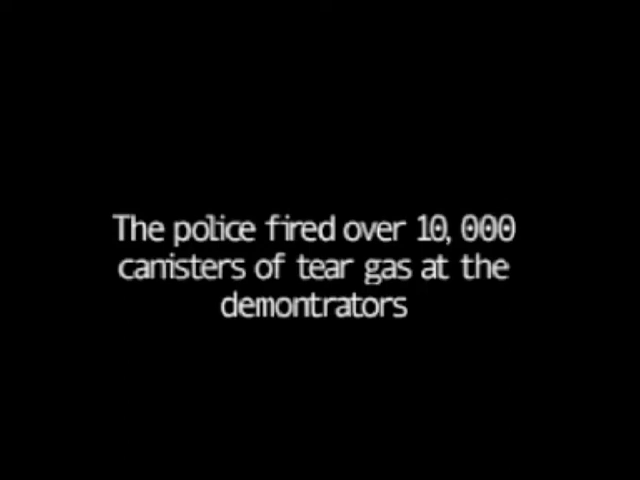 The police fired over 10,000
canisters of tear gas at the
demontrators